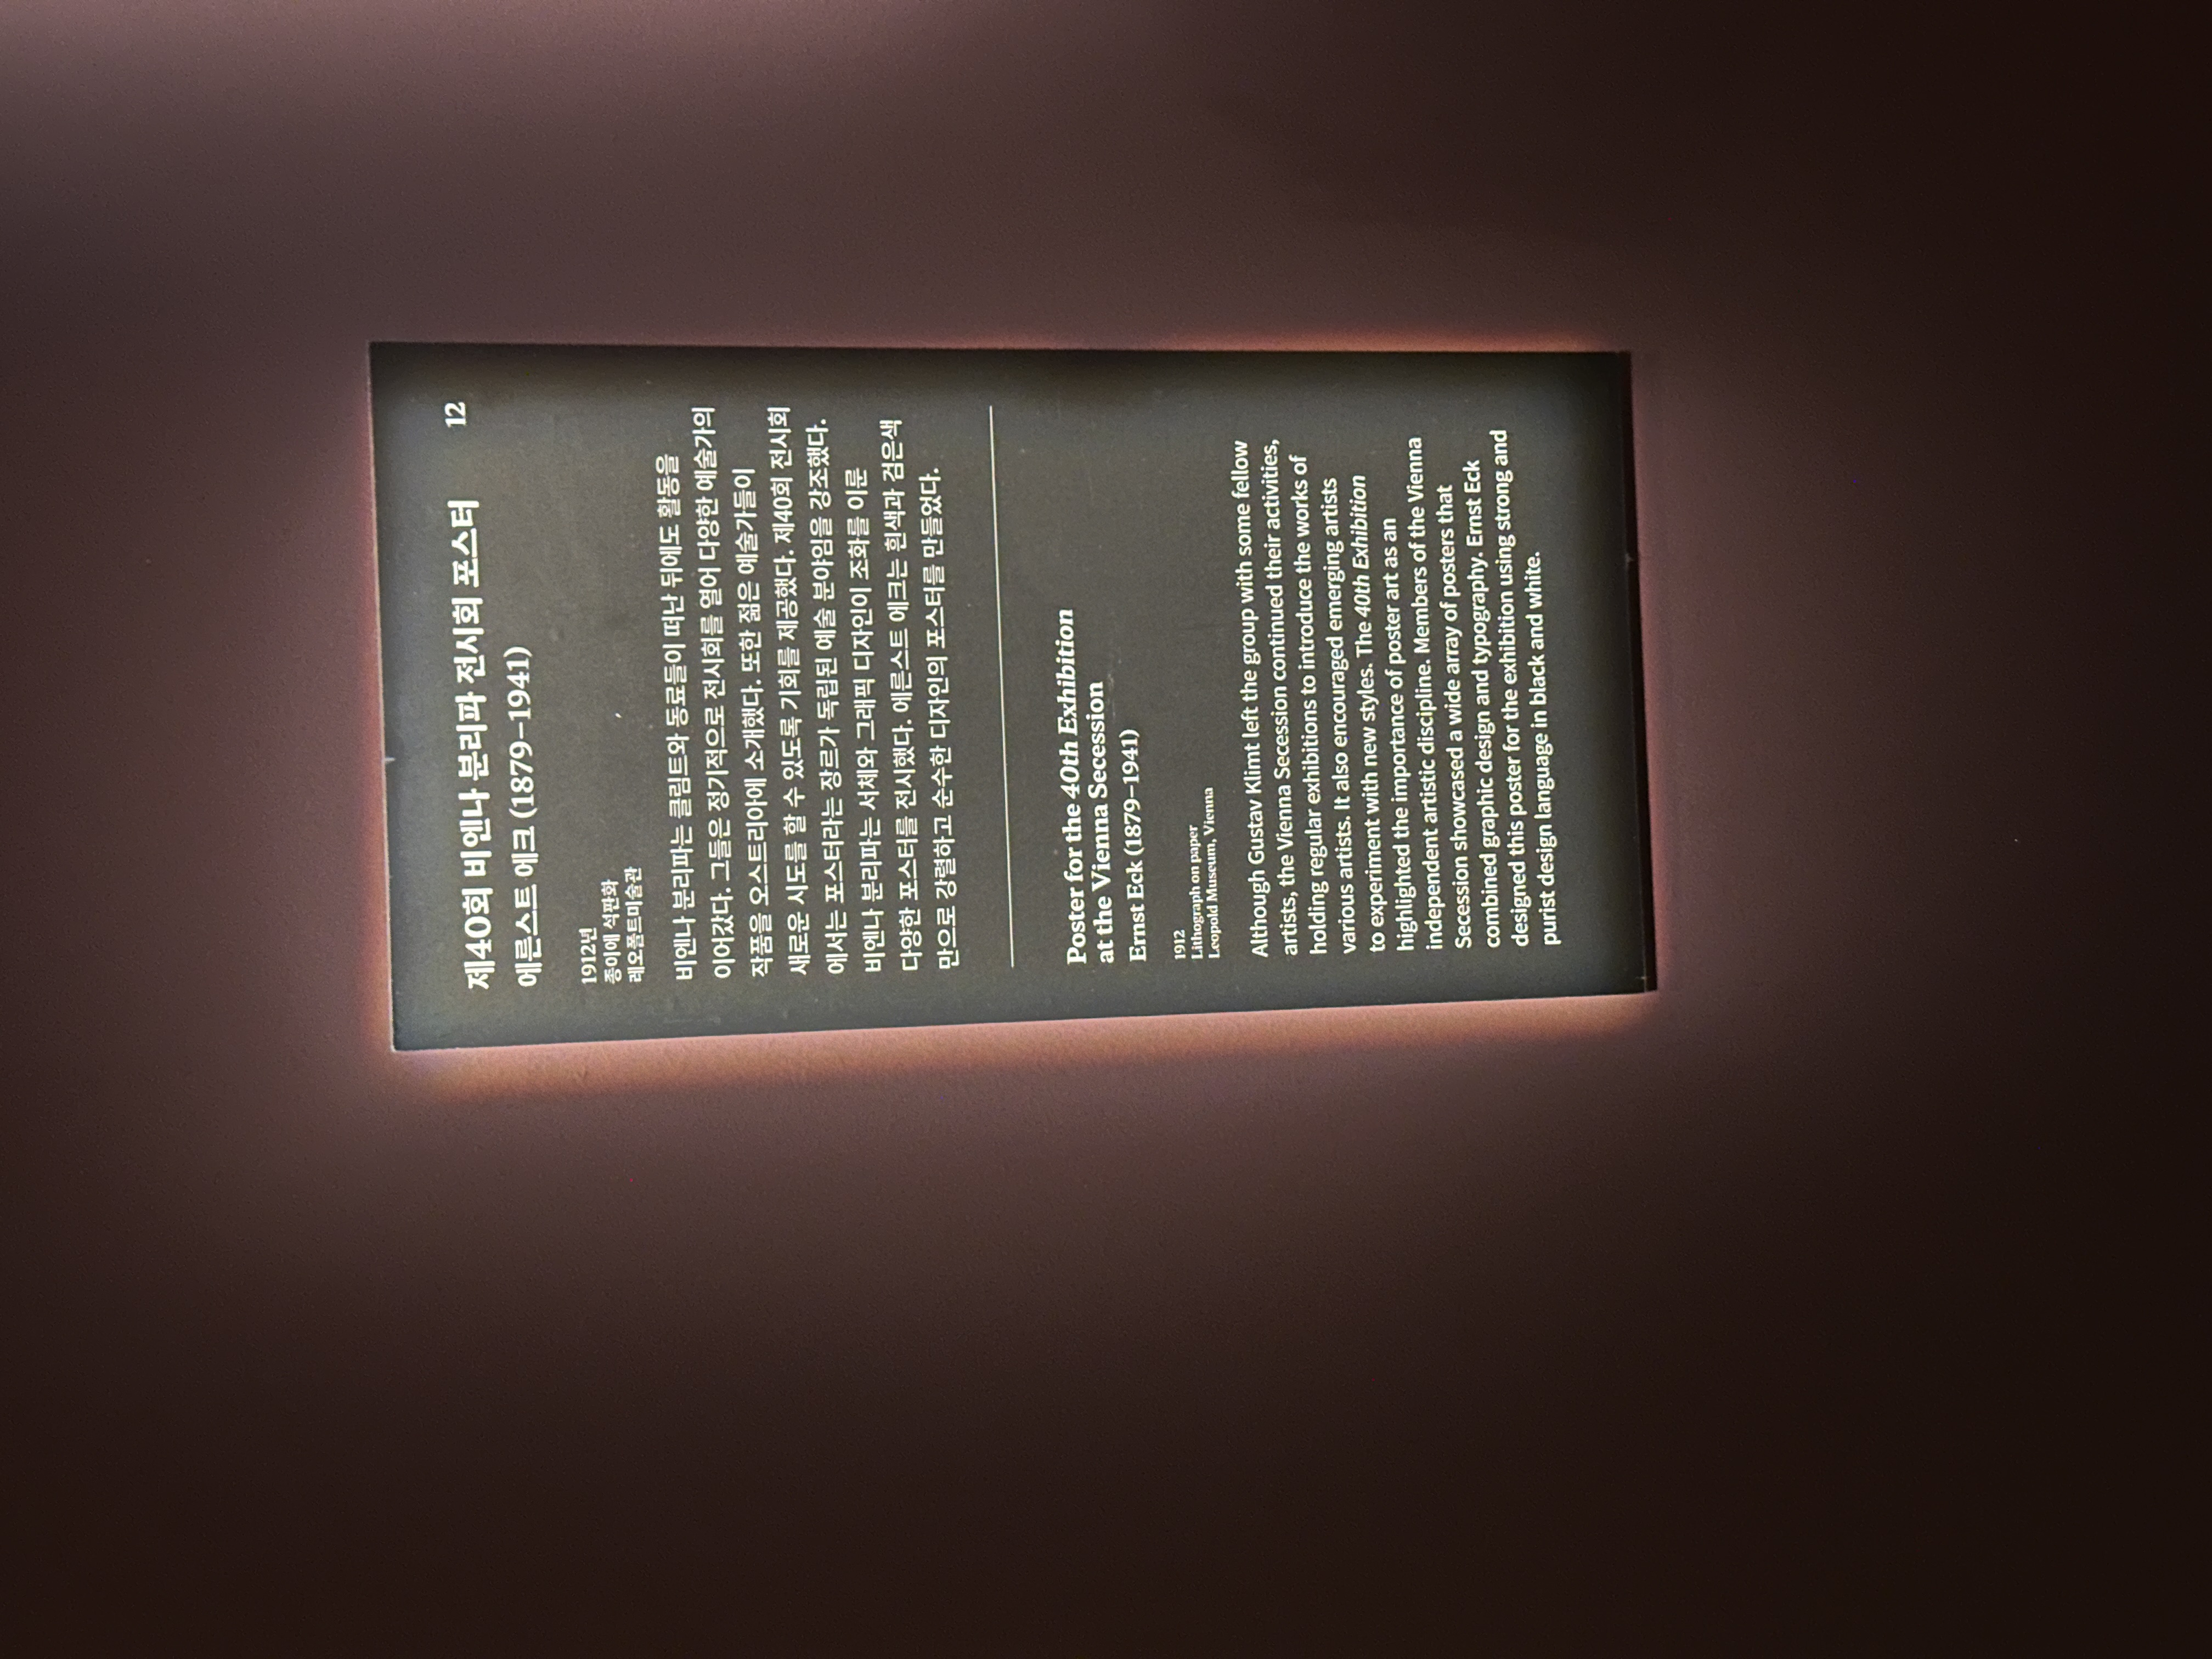 제40회 비엔나 분리파 전시회 포스터 12
에른스트 에크 (1879–1941)
1912년
종이에 석판화
레오폴트미술관
비엔나 분리파는 클림트와 동료들이 떠난 뒤에도 활동을
이어갔다. 그들은 정기적으로 전시회를 열어 다양한 예술가의
작품을 오스트리아에 소개했다. 또한 젊은 예술가들이
새로운 시도를 할 수 있도록 기회를 제공했다. 제40회 전시회
에서는 포스터라는 장르가 독립된 예술 분야임을 강조했다.
비엔나 분리파는 서체와 그래픽 디자인이 조화를 이룬
다양한 포스터를 전시했다. 에른스트 에크는 흰색과 검은색
만으로 강렬하고 순수한 디자인의 포스터를 만들었다.
Poster for the 40th Exhibition
at the Vienna Secession
Ernst Eck (1879–1941)
1912
Lithograph on paper
Leopold Museum, Vienna
Although Gustav Klimt left the group with some fellow
artists, the Vienna Secession continued their activities,
holding regular exhibitions to introduce the works of
various artists. It also encouraged emerging artists
to experiment with new styles. The 40th Exhibition
highlighted the importance of poster art as an
independent artistic discipline. Members of the Vienna
Secession showcased a wide array of posters that
combined graphic design and typography. Ernst Eck
designed this poster for the exhibition using strong and
purist design language in black and white.